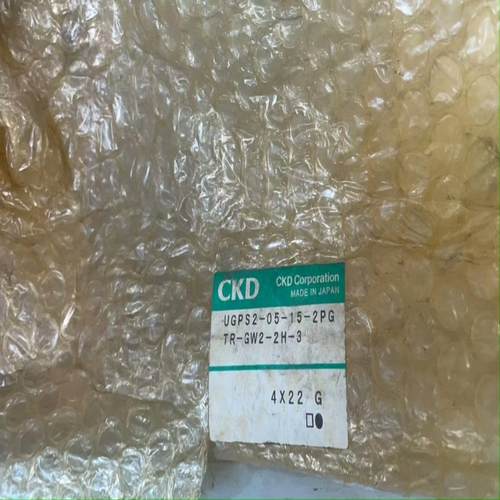 CKD
CKD Corporation
MADE IN JAPAN
UGPS2-05-15-2PG
TR-GW2-2H-3
4X22 G